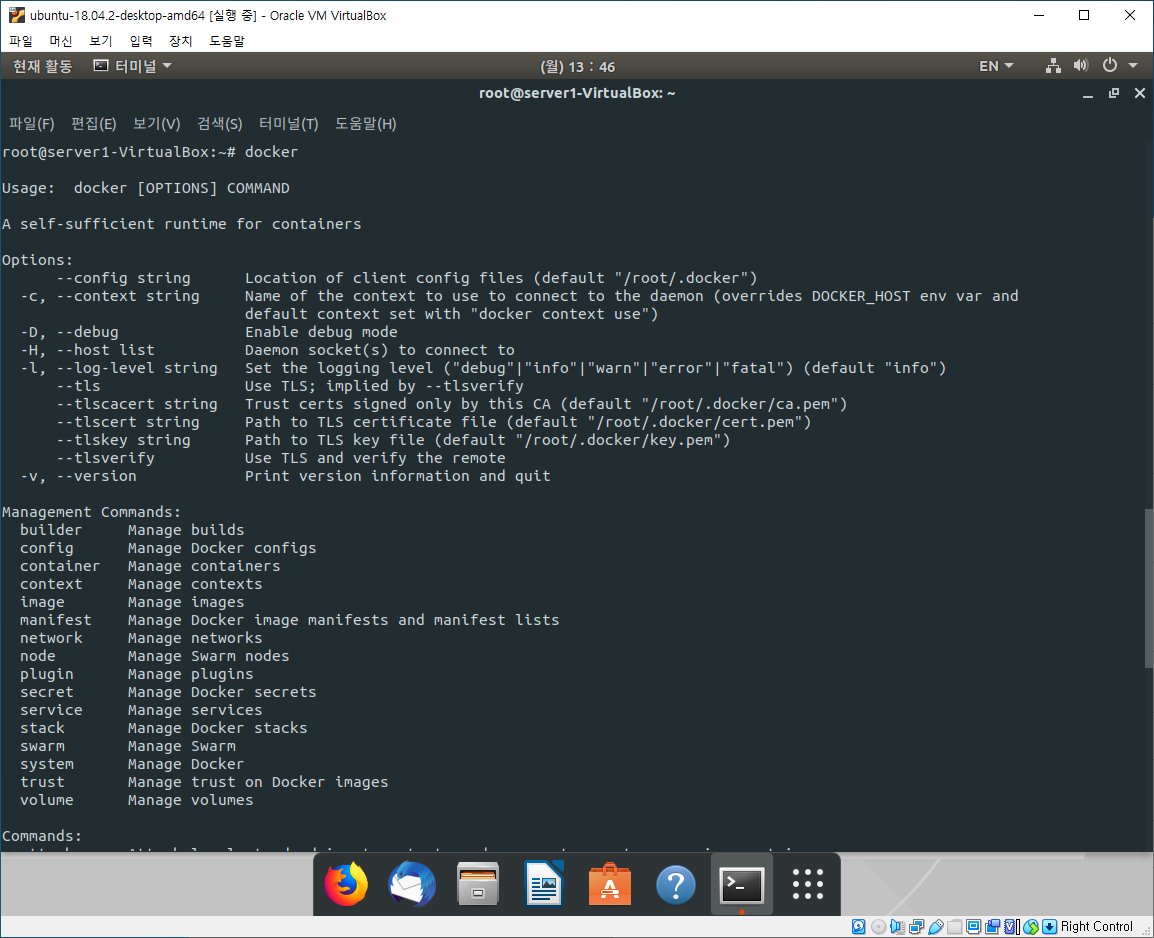 ubuntu-18.04.2-desktop-amd64 [실행 중] - Oracle VM VirtualBox
파일 머신 보기 입력 장치 도움말
현재 활동 터미널 (월) 13 : 46 EN
root@server1-VirtualBox: ~
파일(F) 편집(E) 보기(V) 검색(S) 터미널(T) 도움말(H)
root@server1-VirtualBox:~# docker
Usage:  docker [OPTIONS] COMMAND
A self-sufficient runtime for containers
Options:
      --config string      Location of client config files (default "/root/.docker")
  -c, --context string     Name of the context to use to connect to the daemon (overrides DOCKER_HOST env var and
                           default context set with "docker context use")
  -D, --debug              Enable debug mode
  -H, --host list          Daemon socket(s) to connect to
  -l, --log-level string   Set the logging level ("debug"|"info"|"warn"|"error"|"fatal") (default "info")
      --tls                Use TLS; implied by --tlsverify
      --tlscacert string   Trust certs signed only by this CA (default "/root/.docker/ca.pem")
      --tlscert string     Path to TLS certificate file (default "/root/.docker/cert.pem")
      --tlskey string      Path to TLS key file (default "/root/.docker/key.pem")
      --tlsverify          Use TLS and verify the remote
  -v, --version            Print version information and quit
Management Commands:
  builder     Manage builds
  config      Manage Docker configs
  container   Manage containers
  context     Manage contexts
  image       Manage images
  manifest    Manage Docker image manifests and manifest lists
  network     Manage networks
  node        Manage Swarm nodes
  plugin      Manage plugins
  secret      Manage Docker secrets
  service     Manage services
  stack       Manage Docker stacks
  swarm       Manage Swarm
  system      Manage Docker
  trust       Manage trust on Docker images
  volume      Manage volumes
Commands:
Right Control